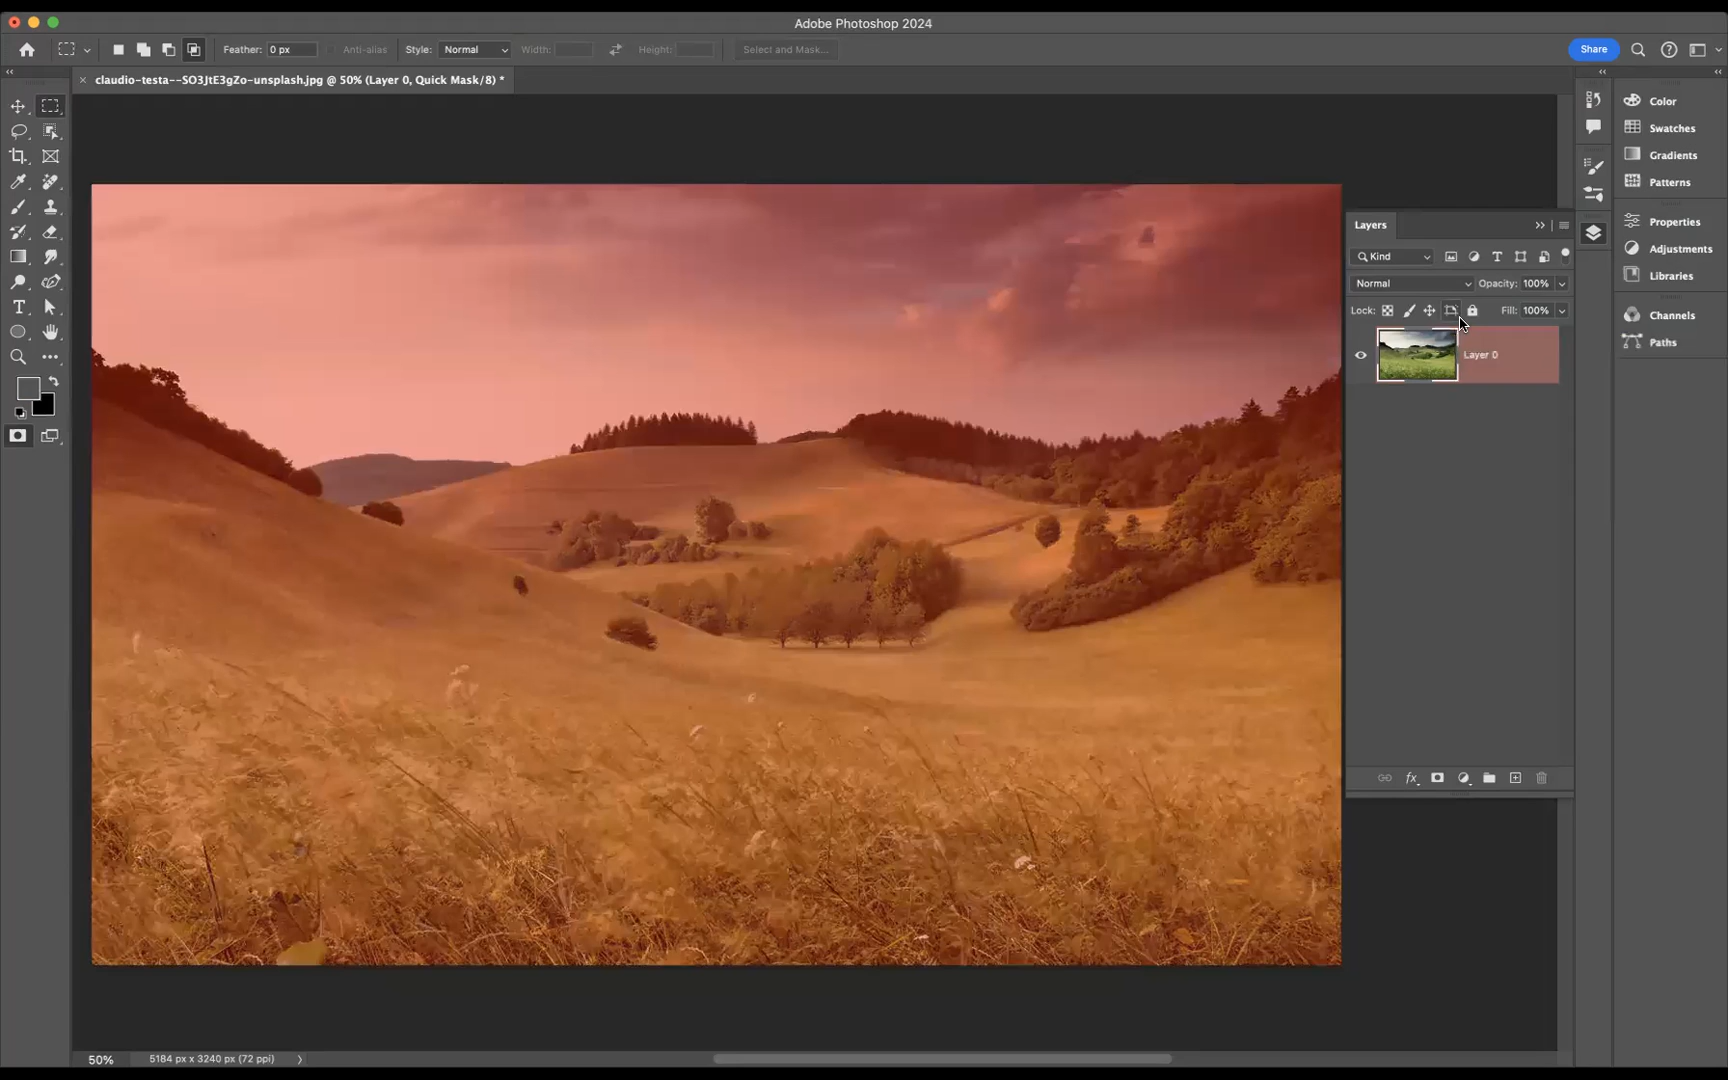 Adobe Photoshop 2024
Feather: 0 px Anti-alias Style: Normal Width: Height: Select and Mask... Share
claudio-testa--SO3JtE3gZo-unsplash.jpg @ 50% (Layer 0, Quick Mask/8) *
Color
Swatches
Gradients
Patterns
Properties
Adjustments
Libraries
Channels
Paths
Layers
Kind
Normal Opacity: 100%
Lock: Fill: 100%
Layer 0
fx
50% 5184 px x 3240 px (72 ppi)